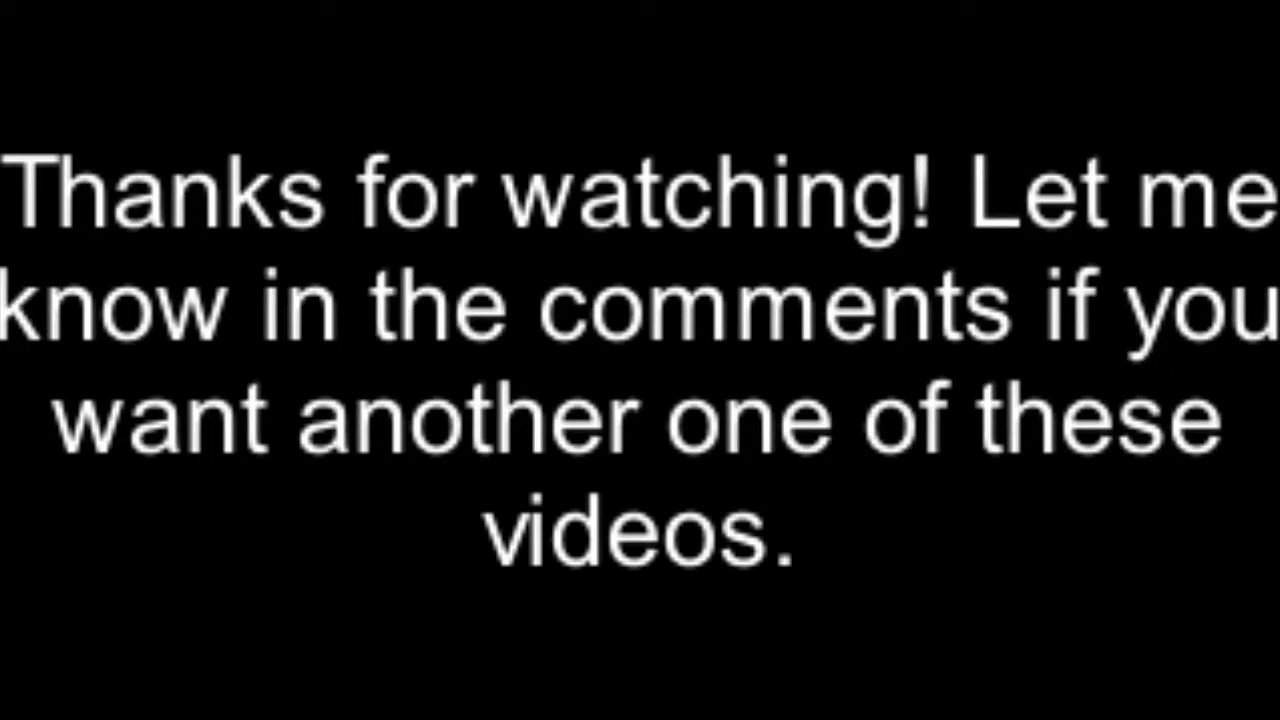 Thanks for watching! Let me
know in the comments if you
want another one of these
videos.